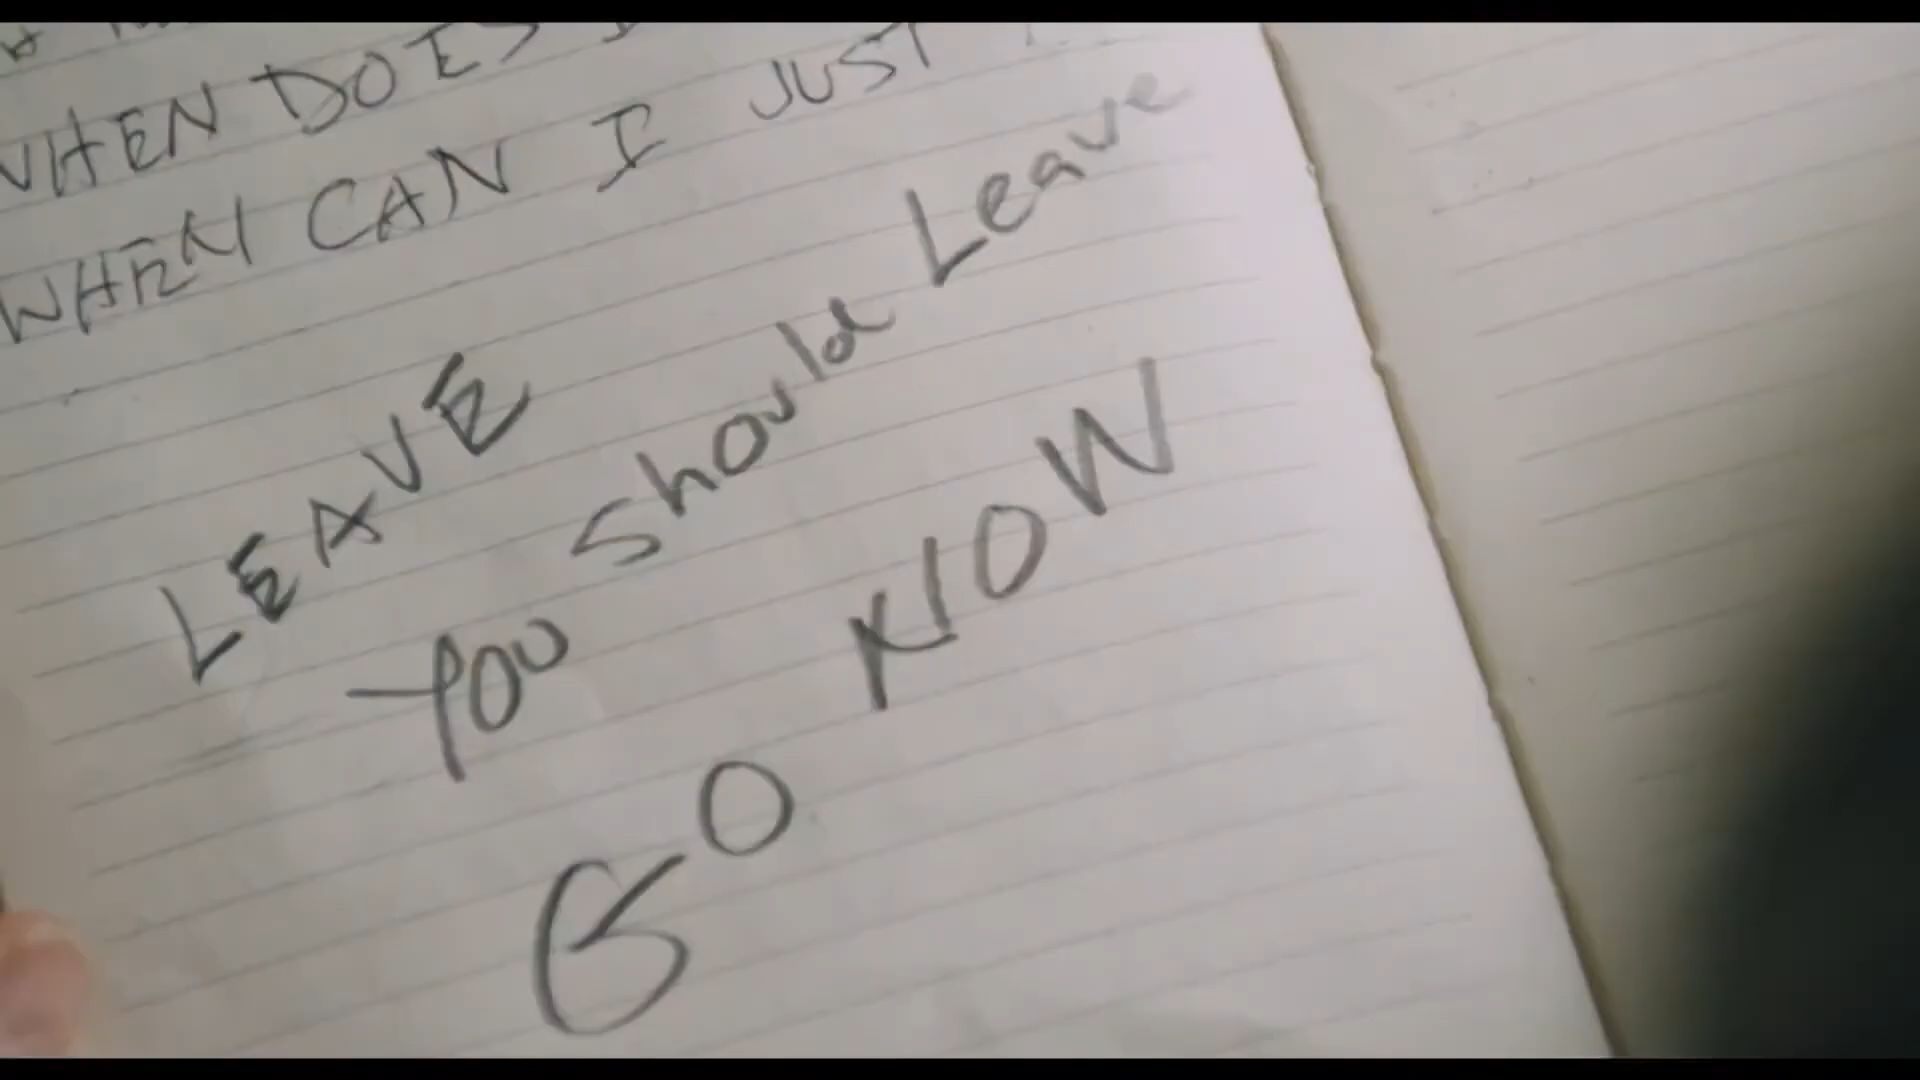 WHEN DOES
WHEN CAN I JUST
LEAVE
You should Leave
GO NOW